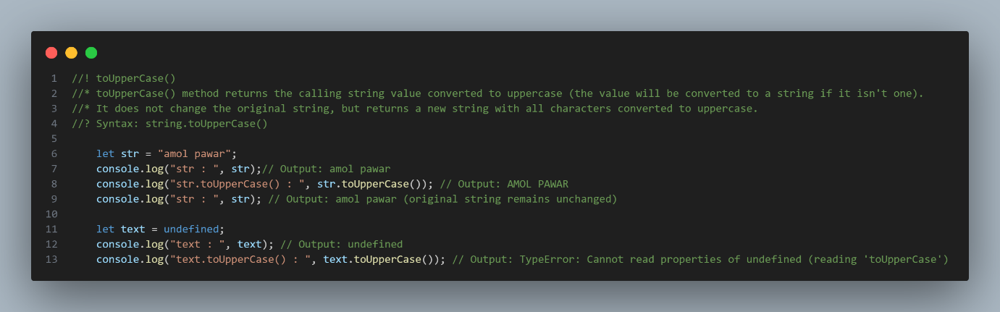 1 //! toUpperCase()
2 //* toUpperCase() method returns the calling string value converted to uppercase (the value will be converted to a string if it isn't one).
3 //* It does not change the original string, but returns a new string with all characters converted to uppercase.
4 //? Syntax: string.toUpperCase()
5
6 let str = "amol pawar";
7 console.log("str : ", str);// Output: amol pawar
8 console.log("str.toUpperCase() : ", str.toUpperCase()); // Output: AMOL PAWAR
9 console.log("str : ", str); // Output: amol pawar (original string remains unchanged)
10
11 let text = undefined;
12 console.log("text : ", text); // Output: undefined
13 console.log("text.toUpperCase() : ", text.toUpperCase()); // Output: TypeError: Cannot read properties of undefined (reading 'toUpperCase')